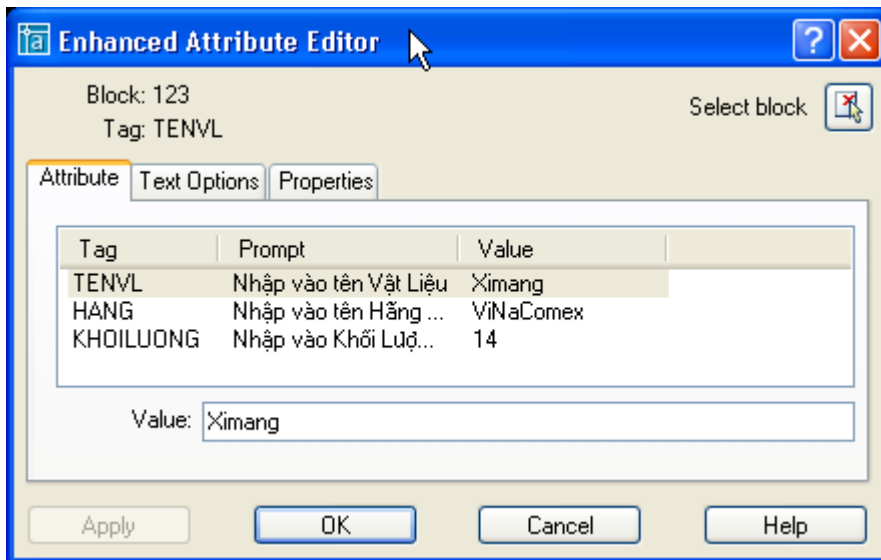 Enhanced Attribute Editor
Block: 123
Select block
Tag: TENVL
Attribute Text Options Properties
Tag Prompt Value
TENVL Nhập vào tên Vật Liệu Ximang
HANG Nhập vào tên Hãng ... ViNaComex
KHOILUONG Nhập vào Khối Lượ... 14
Value: Ximang
Apply OK Cancel Help